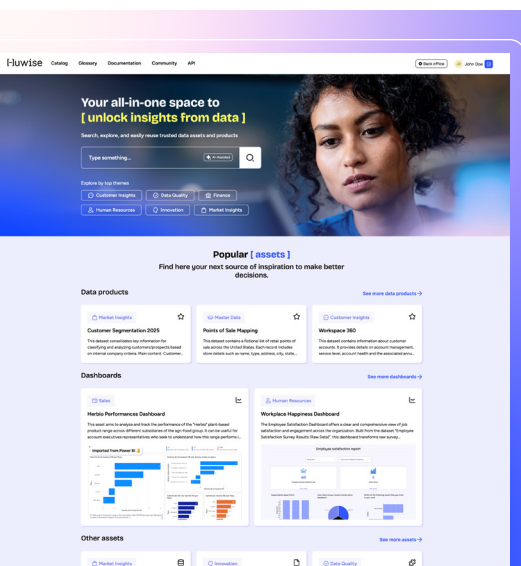 Huwise Catalog Glossary Documentation Community API Back office John Doe
Your all-in-one space to
[ unlock insights from data ]
Search, explore, and easily reuse trusted data assets and products
Type something... AI-Assisted
Explore by top themes
Customer Insights Data Quality Finance
Human Resources Innovation Market Insights
Popular [ assets ]
Find here your next source of inspiration to make better
decisions.
Data products See more data products
Market Insights Master Data Customer Insights
Customer Segmentation 2025 Points of Sale Mapping Workspace 360
This dataset consolidates key information for This dataset contains a fictional list of retail points of This dataset contains information about customer
classifying and analyzing customers/prospects based sale across the United States. Each record includes accounts. It provides details on account management,
on internal company criteria. Main content: Customer... store details such as name, type, address, city, state,... service level, account health and the associated annu...
Dashboards See more dashboards
Sales Human Resources
Herbio Performances Dashboard Workplace Happiness Dashboard
This asset aims to analyze and track the performance of the "Herbio" plant-based The Employee Satisfaction Dashboard offers a clear and comprehensive view of job
product range across different subsidiaries of the agri-food group. It can be useful for satisfaction and engagement across the organization. Built from the dataset "Employee
account executives representatives who seek to understand how this range performs i... Satisfaction Survey Results (Raw Data)", this dashboard transforms raw survey...
Imported from Power BI Employee satisfaction report
Other assets See more assets
Market Insights Innovation Data Quality